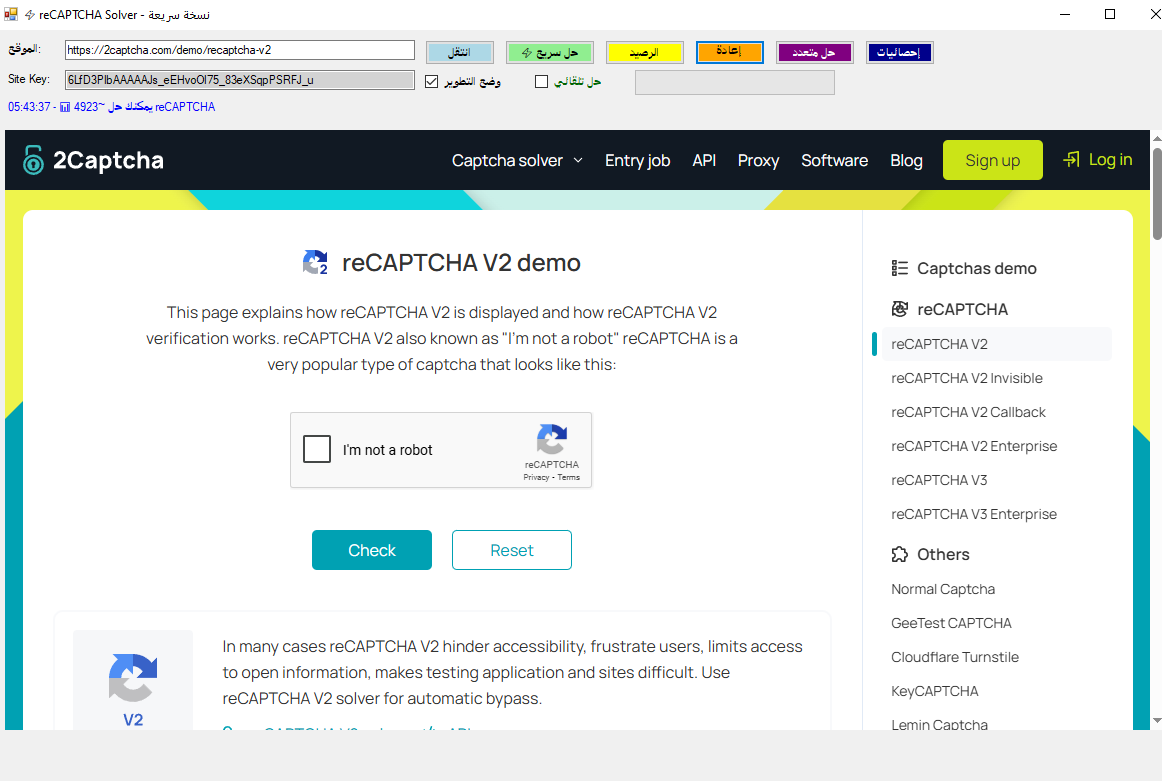 reCAPTCHA Solver - نسخة سريعة
الموقع:
https://2captcha.com/demo/recaptcha-v2
انتقل
حل سريع
الرصيد
إعادة
حل متعدد
إحصائيات
Site Key:
6LfD3PIbAAAAAJs_eEHvoOl75_83eXSqpPSRFJ_u
وضع التطوير
حل تلقائي
05:43:37 - يمكنك حل ~4923 reCAPTCHA
2Captcha
Captcha solver
Entry job
API
Proxy
Software
Blog
Sign up
Log in
reCAPTCHA V2 demo
This page explains how reCAPTCHA V2 is displayed and how reCAPTCHA V2
verification works. reCAPTCHA V2 also known as "I'm not a robot" reCAPTCHA is a
very popular type of captcha that looks like this:
I'm not a robot
reCAPTCHA
Privacy - Terms
Check
Reset
V2
In many cases reCAPTCHA V2 hinder accessibility, frustrate users, limits access
to open information, makes testing application and sites difficult. Use
reCAPTCHA V2 solver for automatic bypass.
Captchas demo
reCAPTCHA
reCAPTCHA V2
reCAPTCHA V2 Invisible
reCAPTCHA V2 Callback
reCAPTCHA V2 Enterprise
reCAPTCHA V3
reCAPTCHA V3 Enterprise
Others
Normal Captcha
GeeTest CAPTCHA
Cloudflare Turnstile
KeyCAPTCHA
Lemin Captcha